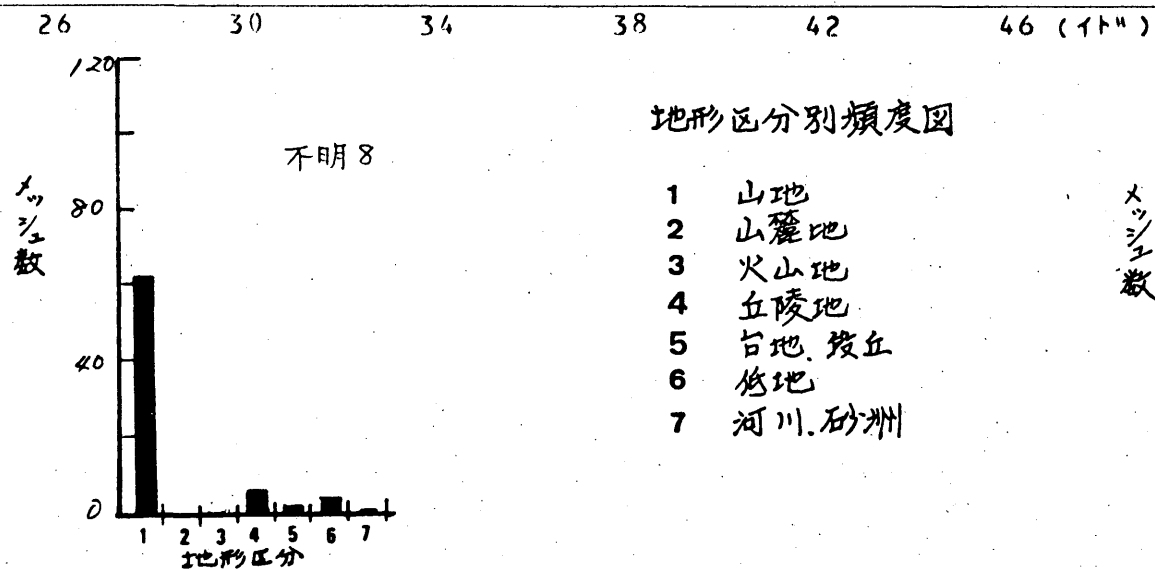 26 30 34 38 42 46 (イド)
120
80
40
0
メッシュ数
不明8
1 2 3 4 5 6 7
地形区分
地形区分別頻度図
1 山地
2 山麓地
3 火山地
4 丘陵地
5 台地.段丘
6 低地
7 河川.砂洲
メッシュ数